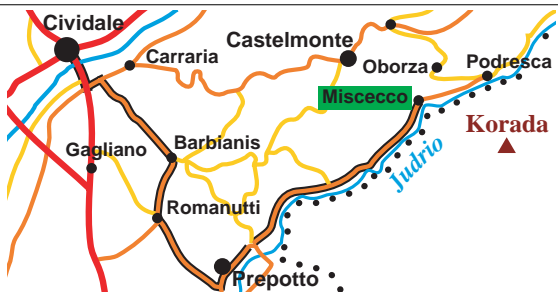 Cividale
Carraria
Castelmonte
Oborza
Podresca
Miscecco
Korada
Gagliano
Barbianis
Judrio
Romanutti
Prepotto